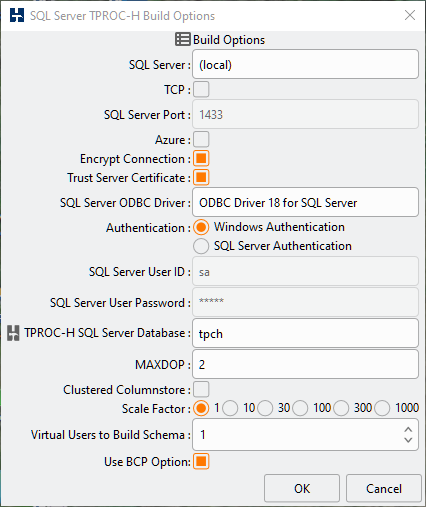 SQL Server TPROC-H Build Options
Build Options
SQL Server : (local)
TCP :
SQL Server Port : 1433
Azure :
Encrypt Connection :
Trust Server Certificate :
SQL Server ODBC Driver : ODBC Driver 18 for SQL Server
Authentication : Windows Authentication
SQL Server Authentication
SQL Server User ID : sa
SQL Server User Password : *****
TPROC-H SQL Server Database : tpch
MAXDOP : 2
Clustered Columnstore :
Scale Factor : 1 10 30 100 300 1000
Virtual Users to Build Schema : 1
Use BCP Option:
OK Cancel